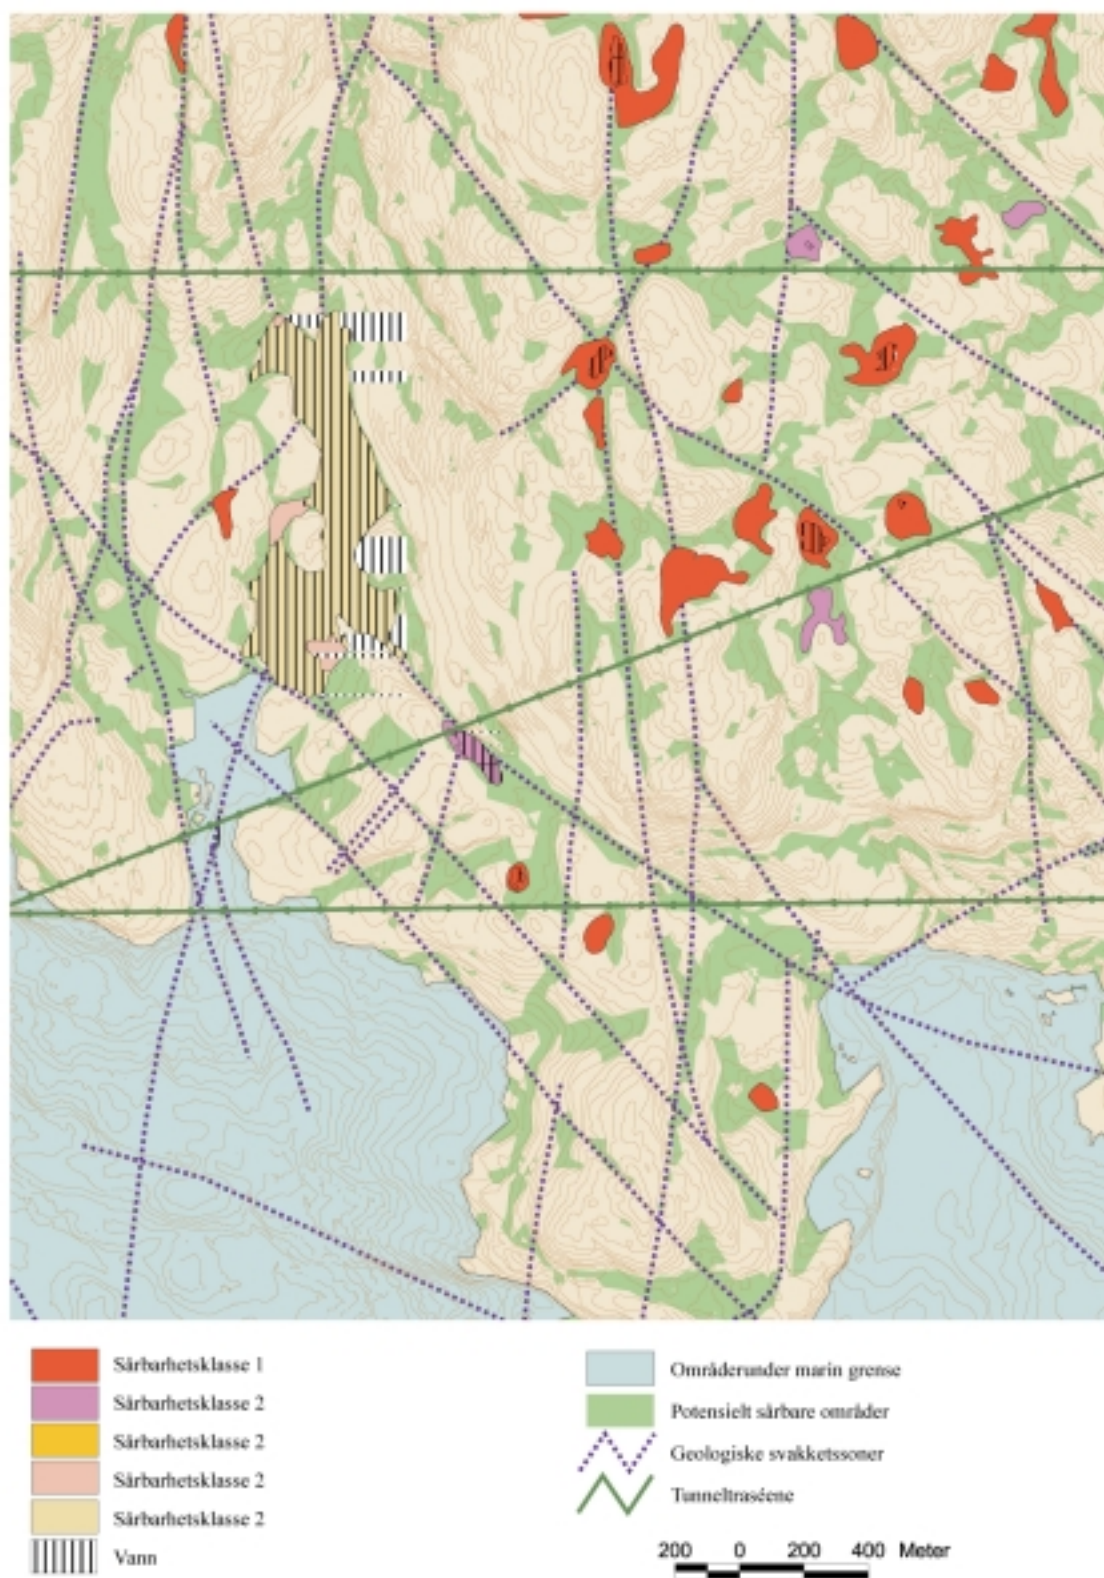 Sårbarhetsklasse 1
Sårbarhetsklasse 2
Sårbarhetsklasse 2
Sårbarhetsklasse 2
Sårbarhetsklasse 2
Vann
Områderunder marin grense
Potensielt sårbare områder
Geologiske svakketssoner
Tunneltraséene
200 0 200 400 Meter